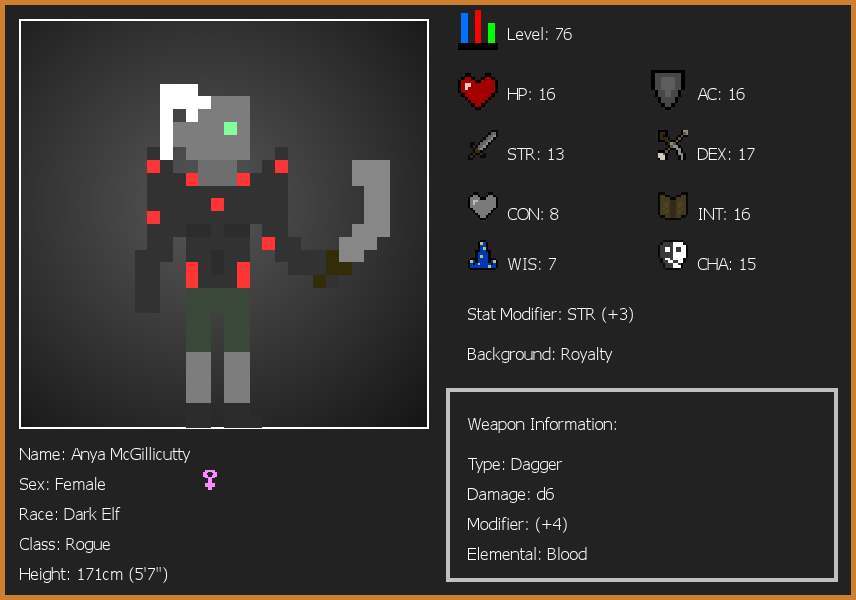 Level: 76
HP: 16
AC: 16
STR: 13
DEX: 17
CON: 8
INT: 16
WIS: 7
CHA: 15
Stat Modifier: STR (+3)
Background: Royalty
Weapon Information:
Type: Dagger
Damage: d6
Modifier: (+4)
Elemental: Blood
Name: Anya McGillicutty
Sex: Female
Race: Dark Elf
Class: Rogue
Height: 171cm (5'7")